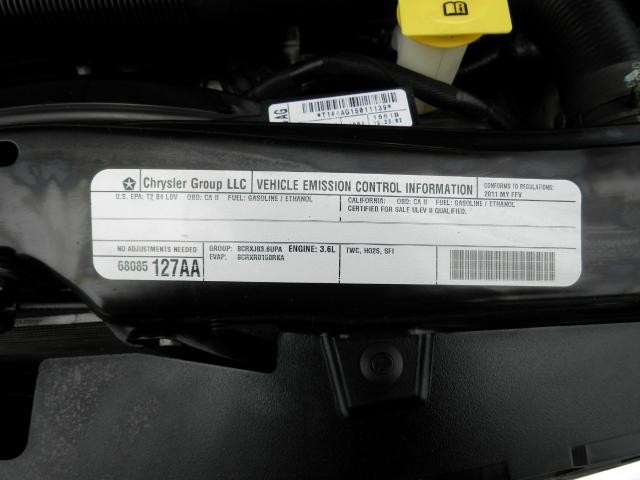 *T1**AG15011139*
Chrysler Group LLC VEHICLE EMISSION CONTROL INFORMATION CONFORMS TO REGULATIONS: 2011 MY FFV
U.S. EPA: T2 B4 LDV OBD: CA II FUEL: GASOLINE / ETHANOL
CALIFORNIA: OBD: CA II FUEL: GASOLINE / ETHANOL
CERTIFIED FOR SALE ULEV II QUALIFIED.
NO ADJUSTMENTS NEEDED
68085 127AA
GROUP: BCRXJ03.6UPA ENGINE: 3.6L
EVAP: BCRXR0150RKA
TWC, HO2S, SFI